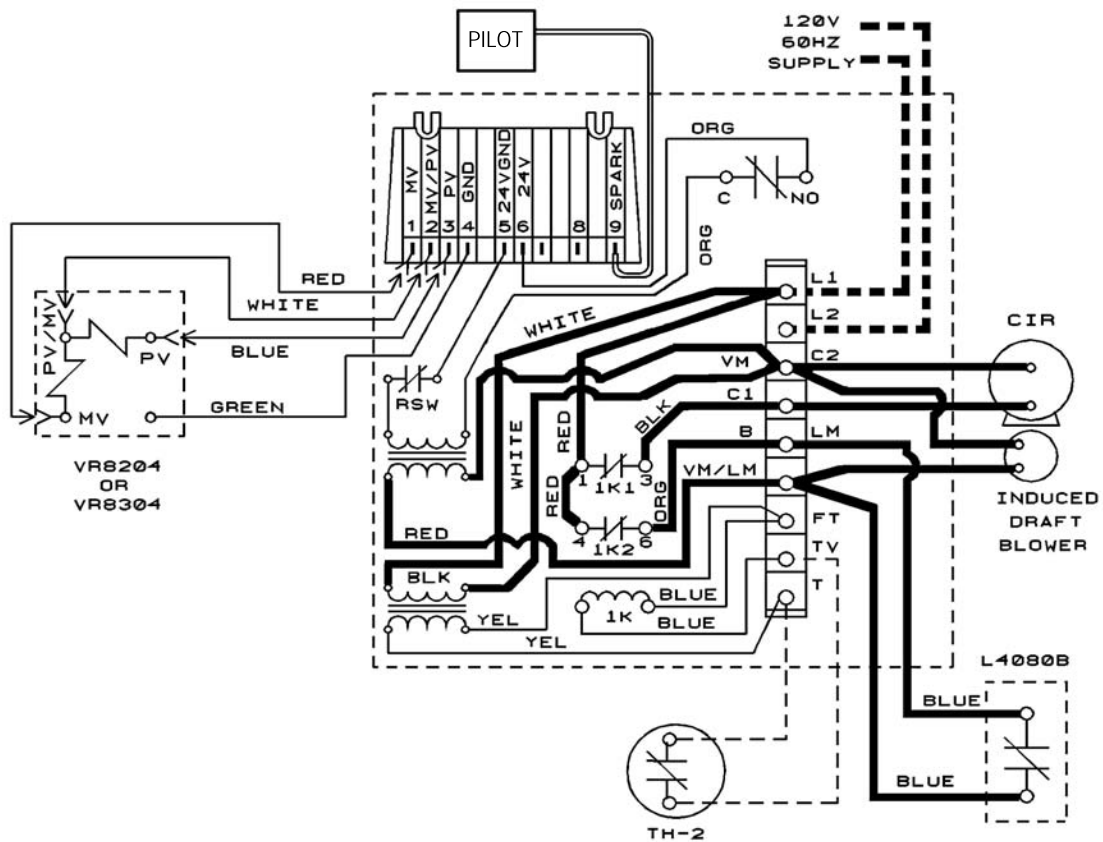 PILOT
120V
60HZ
SUPPLY
ORG
C
NO
MV
MV/PV
PV
GND
24VGND
24V
SPARK
1
2
3
4
5
6
8
9
ORG
RED
WHITE
BLUE
GREEN
PV/MV
PV
MV
VR8204
OR
VR8304
RSW
WHITE
WHITE
RED
RED
BLK
ORG
1
3
1K1
4
6
1K2
VM
C1
B
VM/LM
L1
L2
C2
LM
FT
TV
T
CIR
INDUCED
DRAFT
BLOWER
RED
BLK
YEL
YEL
1K
BLUE
BLUE
L4080B
BLUE
BLUE
TH-2